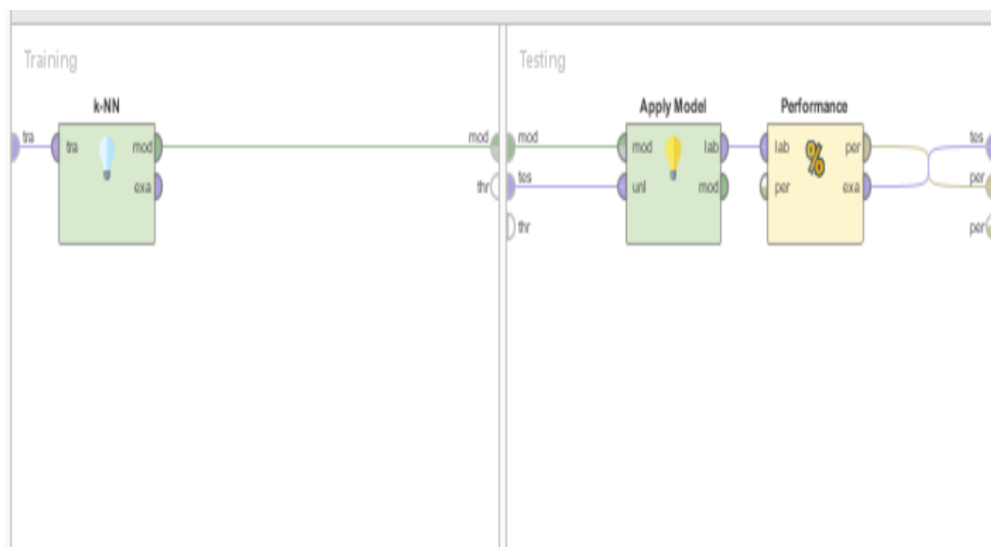 Training
k-NN
tra
tra
mod
exa
mod
thr
Testing
Apply Model
Performance
mod
tes
thr
mod
unl
lab
mod
lab
per
per
exa
tes
per
per